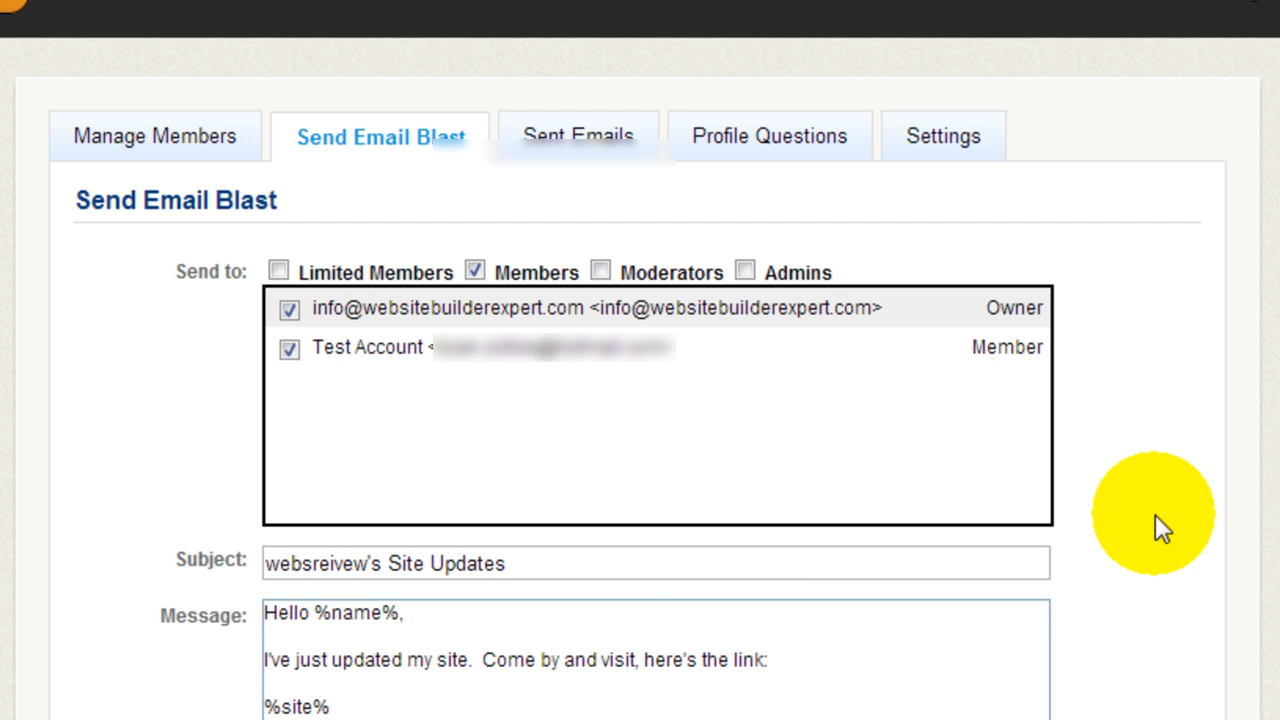 Manage Members Send Email Blast Sent Emails Profile Questions Settings
Send Email Blast
Send to: Limited Members Members Moderators Admins
info@websitebuilderexpert.com <info@websitebuilderexpert.com> Owner
Test Account < Member
Subject: websreivew's Site Updates
Message: Hello %name%,
I've just updated my site.  Come by and visit, here's the link:
%site%